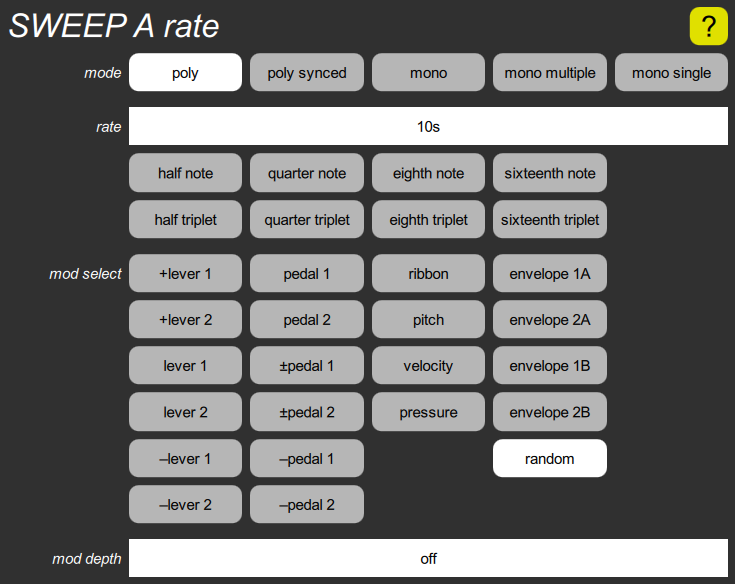 SWEEP A rate ?
mode poly poly synced mono mono multiple mono single
rate 10s
half note quarter note eighth note sixteenth note
half triplet quarter triplet eighth triplet sixteenth triplet
mod select +lever 1 pedal 1 ribbon envelope 1A
+lever 2 pedal 2 pitch envelope 2A
lever 1 ±pedal 1 velocity envelope 1B
lever 2 ±pedal 2 pressure envelope 2B
–lever 1 –pedal 1 random
–lever 2 –pedal 2
mod depth off